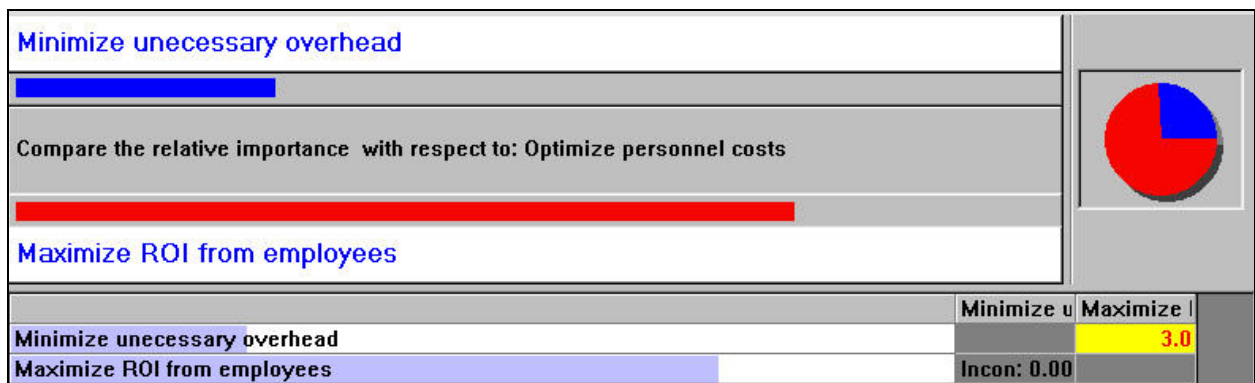 Minimize unecessary overhead
Compare the relative importance with respect to: Optimize personnel costs
Maximize ROI from employees
Minimize u Maximize
Minimize unecessary overhead 3.0
Maximize ROI from employees Incon: 0.00